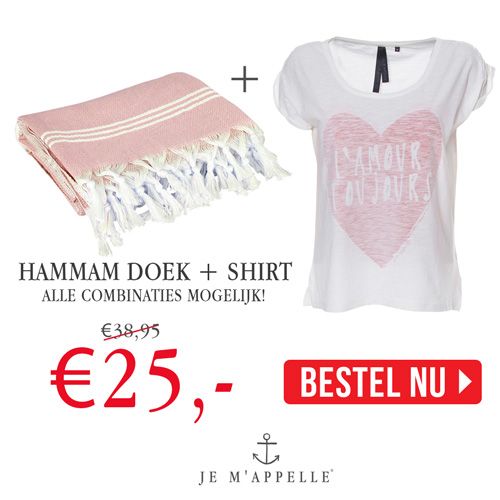 +
L'AMOUR
TOUJOURS
HAMMAM DOEK + SHIRT
ALLE COMBINATIES MOGELIJK!
€38,95
€25,-
BESTEL NU
JE M'APPELLE